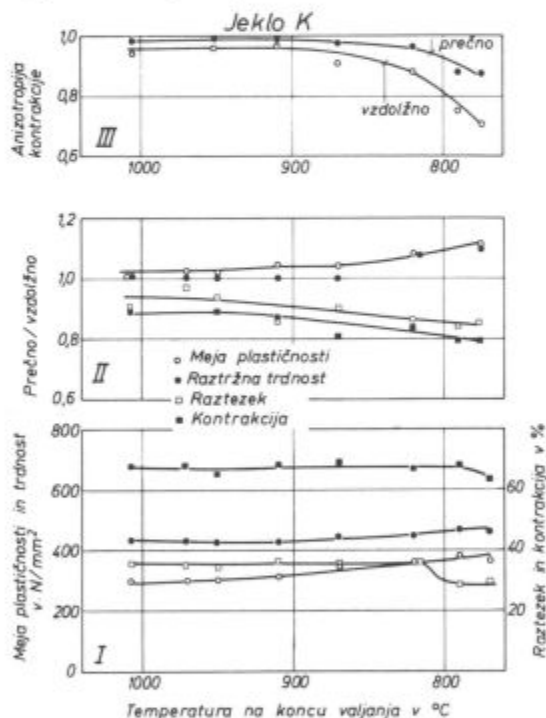 Jeklo K
1,0
0,8
0,6
Anizotropija
kontrakcije
III
prečno
vzdolžno
1000
900
800
1,2
1,0
0,8
0,6
Prečno/vzdolžno
II
Meja plastičnosti
Raztržna trdnost
Raztezek
Kontrakcija
800
600
400
300
0
Meja plastičnosti in trdnost
v N/mm²
60
40
20
Raztezek in kontrakcija v %
I
1000
900
800
Temperatura na koncu valjanja v °C